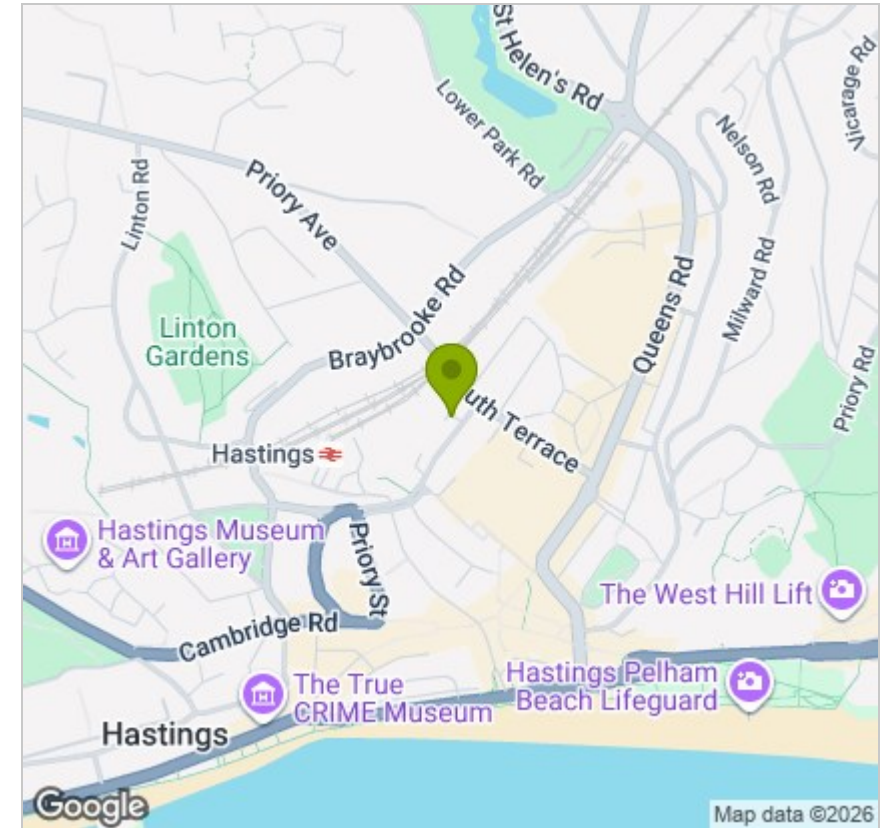 St Helen's Rd
Lower Park Rd
Nelson Rd
Vicarage Rd
Linton Rd
Priory Ave
Braybrooke Rd
Queens Rd
Milward Rd
Linton
Gardens
Priory Rd
uth Terrace
Hastings
Hastings Museum
& Art Gallery
Priory St
The West Hill Lift
Cambridge Rd
Hastings Pelham
Beach Lifeguard
The True
CRIME Museum
Hastings
Google
Map data ©2026